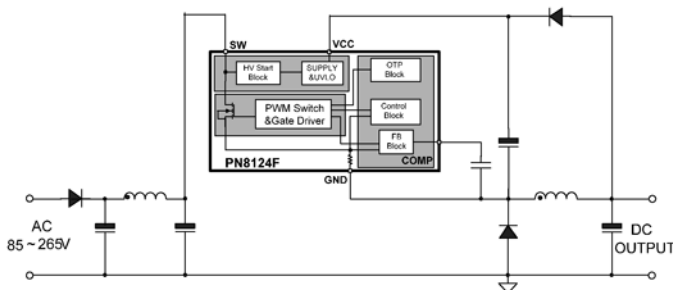 SW
VCC
HV Start
Block
SUPPLY
&UVLO
OTP
Block
PWM Switch
&Gate Driver
Control
Block
FB
Block
PN8124F
COMP
GND
AC
85~265V
DC
OUTPUT